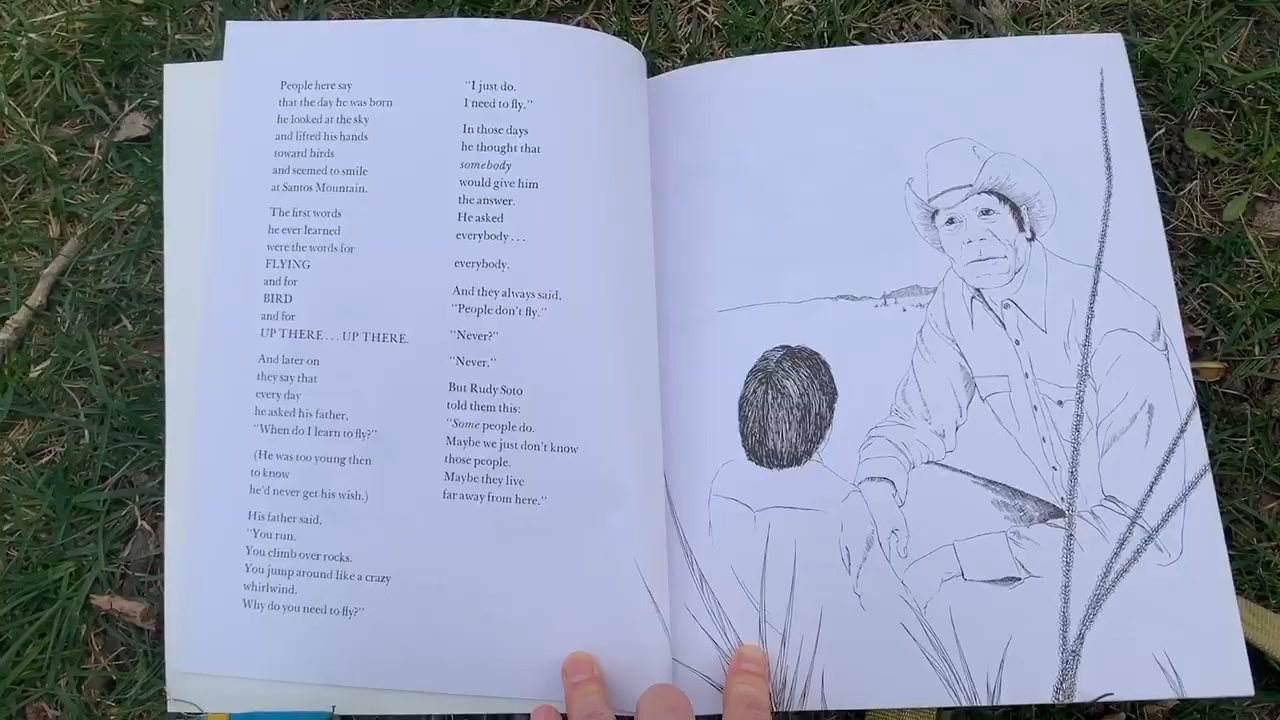 People here say
that the day he was born
he looked at the sky
and lifted his hands
toward birds
and seemed to smile
at Santos Mountain.
The first words
he ever learned
were the words for
FLYING
and for
BIRD
and for
UP THERE... UP THERE.
And later on
they say that
every day
he asked his father,
"When do I learn to fly?"
(He was too young then
to know
he'd never get his wish.)
His father said,
"You run.
You climb over rocks.
You jump around like a crazy
whirlwind.
Why do you need to fly?"
"I just do.
I need to fly."
In those days
he thought that
somebody
would give him
the answer.
He asked
everybody...
everybody.
And they always said,
"People don't fly."
"Never?"
"Never."
But Rudy Soto
told them this:
"Some people do.
Maybe we just don't know
those people.
Maybe they live
far away from here."